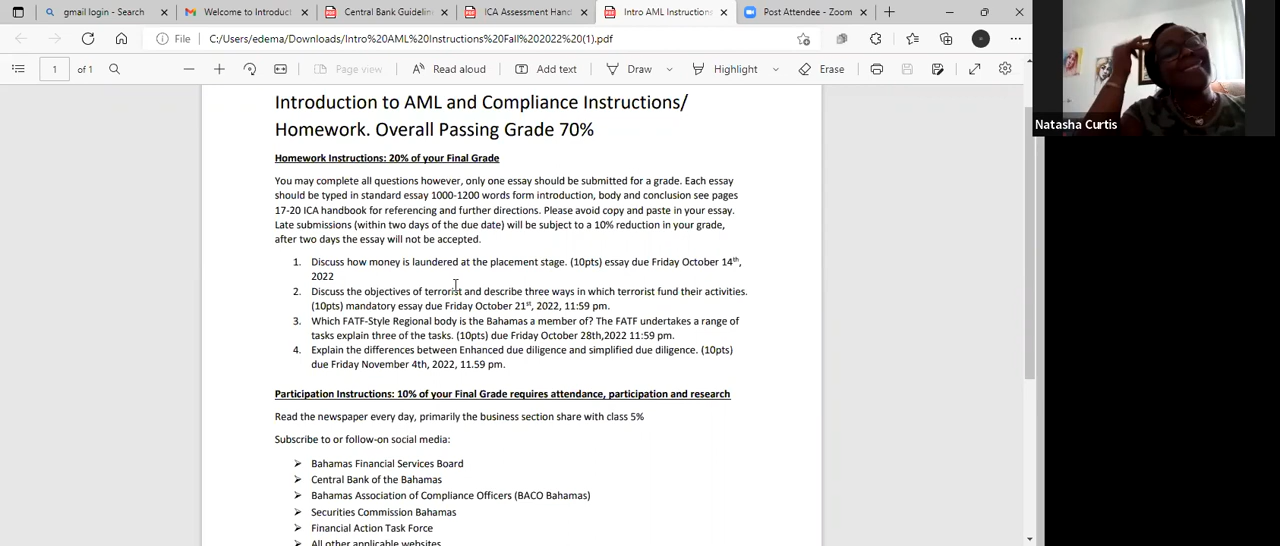 gmail login - Search
Welcome to Introduct
Central Bank Guidelin
ICA Assessment Hand
Intro AML Instructions
Post Attendee - Zoom
File
C:/Users/edema/Downloads/Intro%20AML%20Instructions%20Fall%202022%20(1).pdf
1 of 1
Page view
Read aloud
Add text
Draw
Highlight
Erase
Natasha Curtis
Introduction to AML and Compliance Instructions/
Homework. Overall Passing Grade 70%
Homework Instructions: 20% of your Final Grade
You may complete all questions however, only one essay should be submitted for a grade. Each essay
should be typed in standard essay 1000-1200 words form introduction, body and conclusion see pages
17-20 ICA handbook for referencing and further directions. Please avoid copy and paste in your essay.
Late submissions (within two days of the due date) will be subject to a 10% reduction in your grade,
after two days the essay will not be accepted.
1. Discuss how money is laundered at the placement stage. (10pts) essay due Friday October 14th,
2022
2. Discuss the objectives of terrorist and describe three ways in which terrorist fund their activities.
(10pts) mandatory essay due Friday October 21st, 2022, 11:59 pm.
3. Which FATF-Style Regional body is the Bahamas a member of? The FATF undertakes a range of
tasks explain three of the tasks. (10pts) due Friday October 28th,2022 11:59 pm.
4. Explain the differences between Enhanced due diligence and simplified due diligence. (10pts)
due Friday November 4th, 2022, 11.59 pm.
Participation Instructions: 10% of your Final Grade requires attendance, participation and research
Read the newspaper every day, primarily the business section share with class 5%
Subscribe to or follow-on social media:
➢ Bahamas Financial Services Board
➢ Central Bank of the Bahamas
➢ Bahamas Association of Compliance Officers (BACO Bahamas)
➢ Securities Commission Bahamas
➢ Financial Action Task Force
➢ All other applicable websites